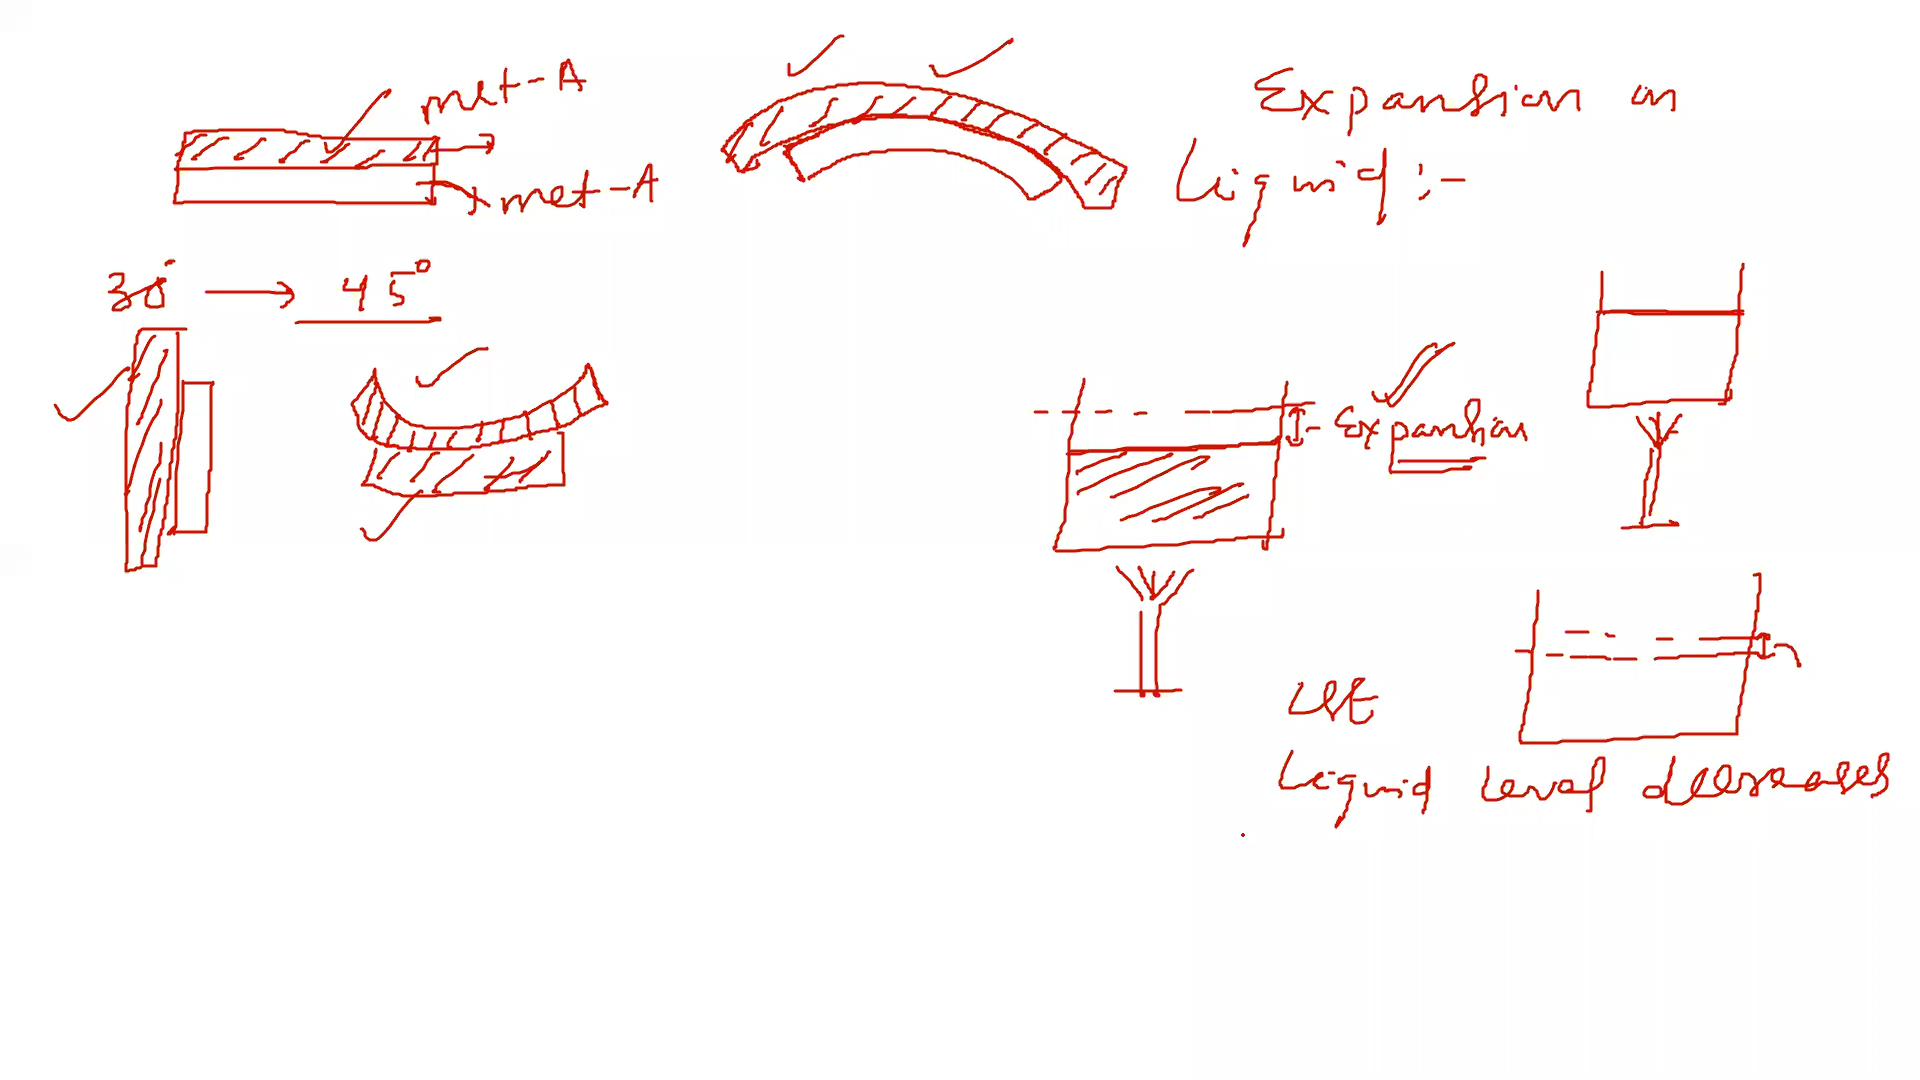 met-A
met-A
30° → 45°
Expansion in
Liquid :-
- Expansion
Liquid level decreases